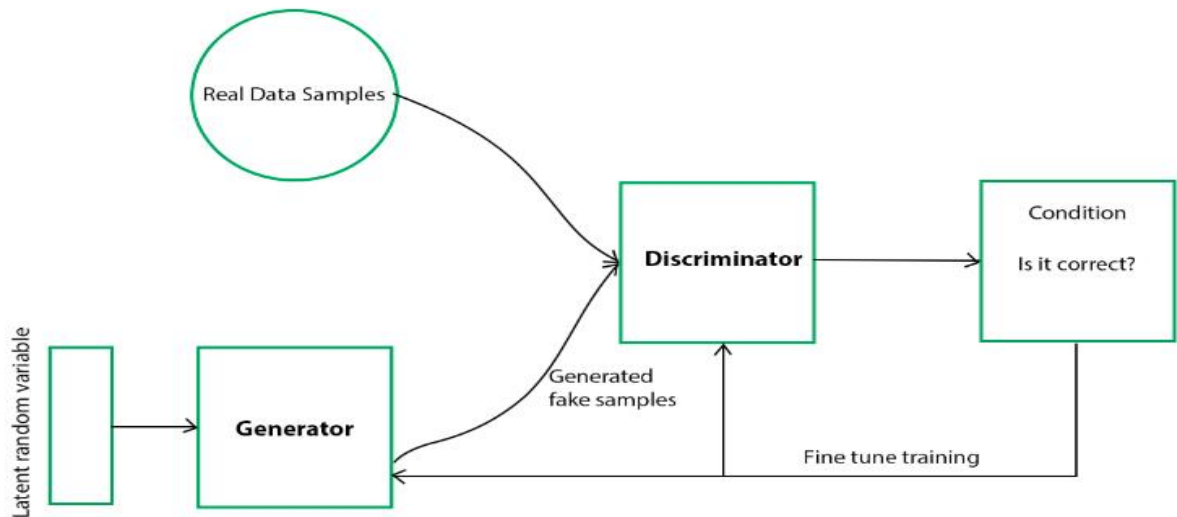 Real Data Samples
Discriminator
Condition
Is it correct?
Latent random variable
Generator
Generated
fake samples
Fine tune training